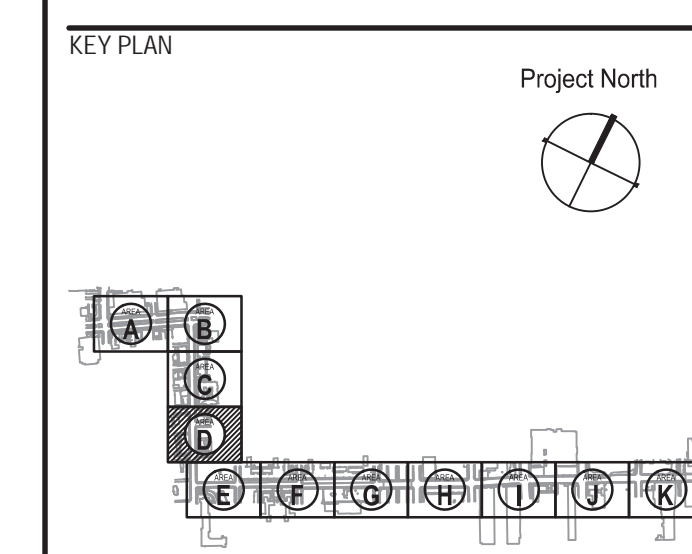 KEY PLAN
Project North
AREA
A
AREA
B
AREA
C
AREA
D
AREA
E
AREA
F
AREA
G
AREA
H
AREA
I
AREA
J
AREA
K